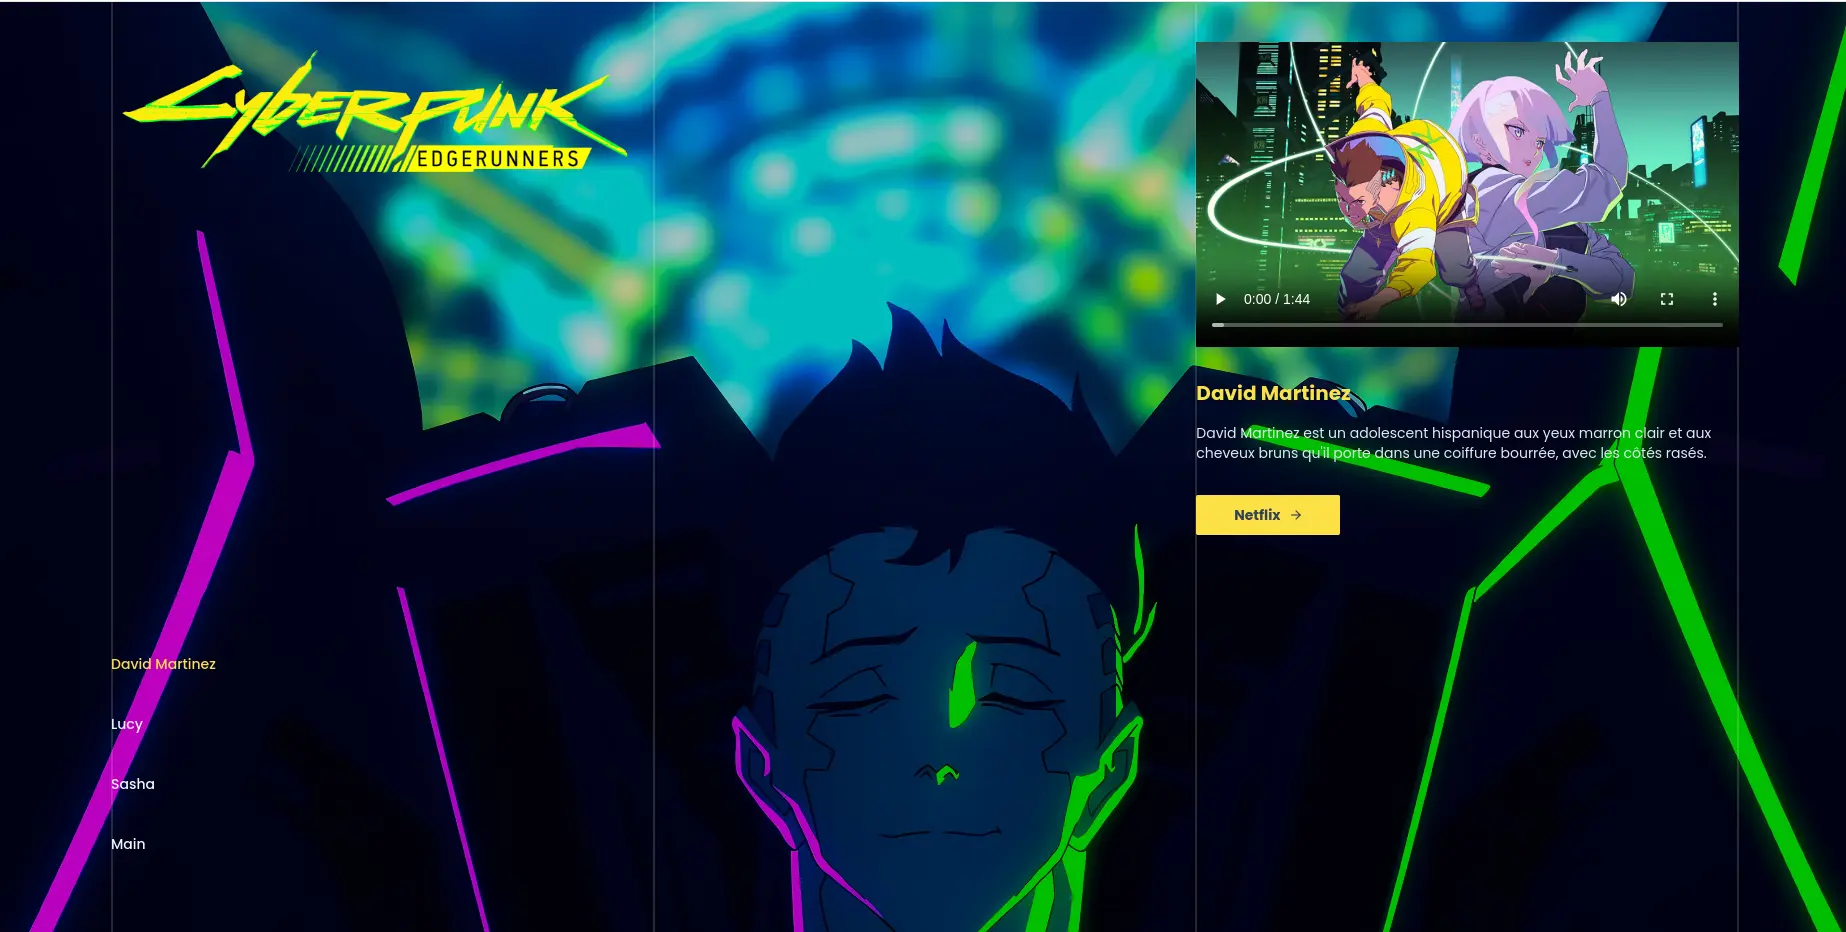 CyberPunk
EDGERUNNERS
0:00 / 1:44
David Martinez
David Martinez est un adolescent hispanique aux yeux marron clair et aux
cheveux bruns qu'il porte dans une coiffure bourrée, avec les côtés rasés.
Netflix →
David Martinez
Lucy
Sasha
Main